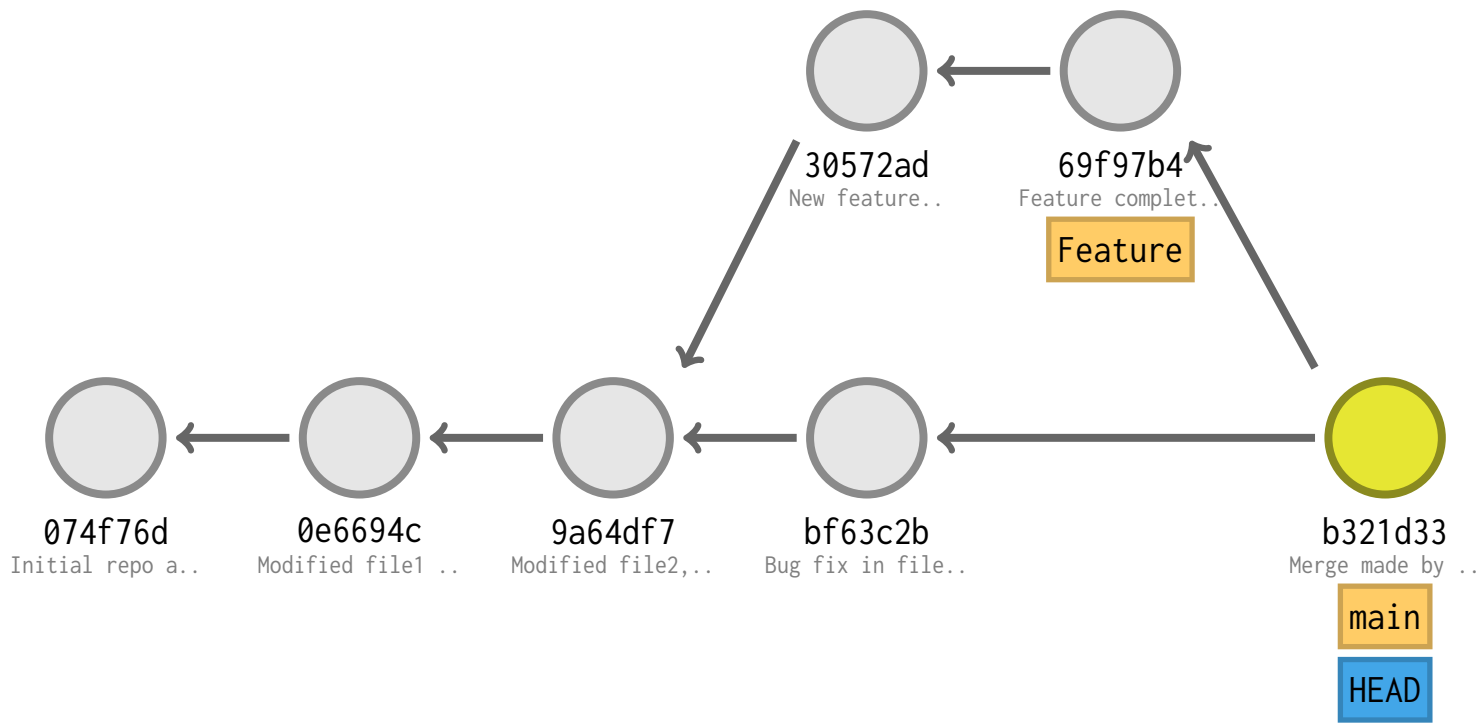 30572ad
New feature..
69f97b4
Feature complet..
Feature
074f76d
Initial repo a..
0e6694c
Modified file1 ..
9a64df7
Modified file2,..
bf63c2b
Bug fix in file..
b321d33
Merge made by ..
main
HEAD